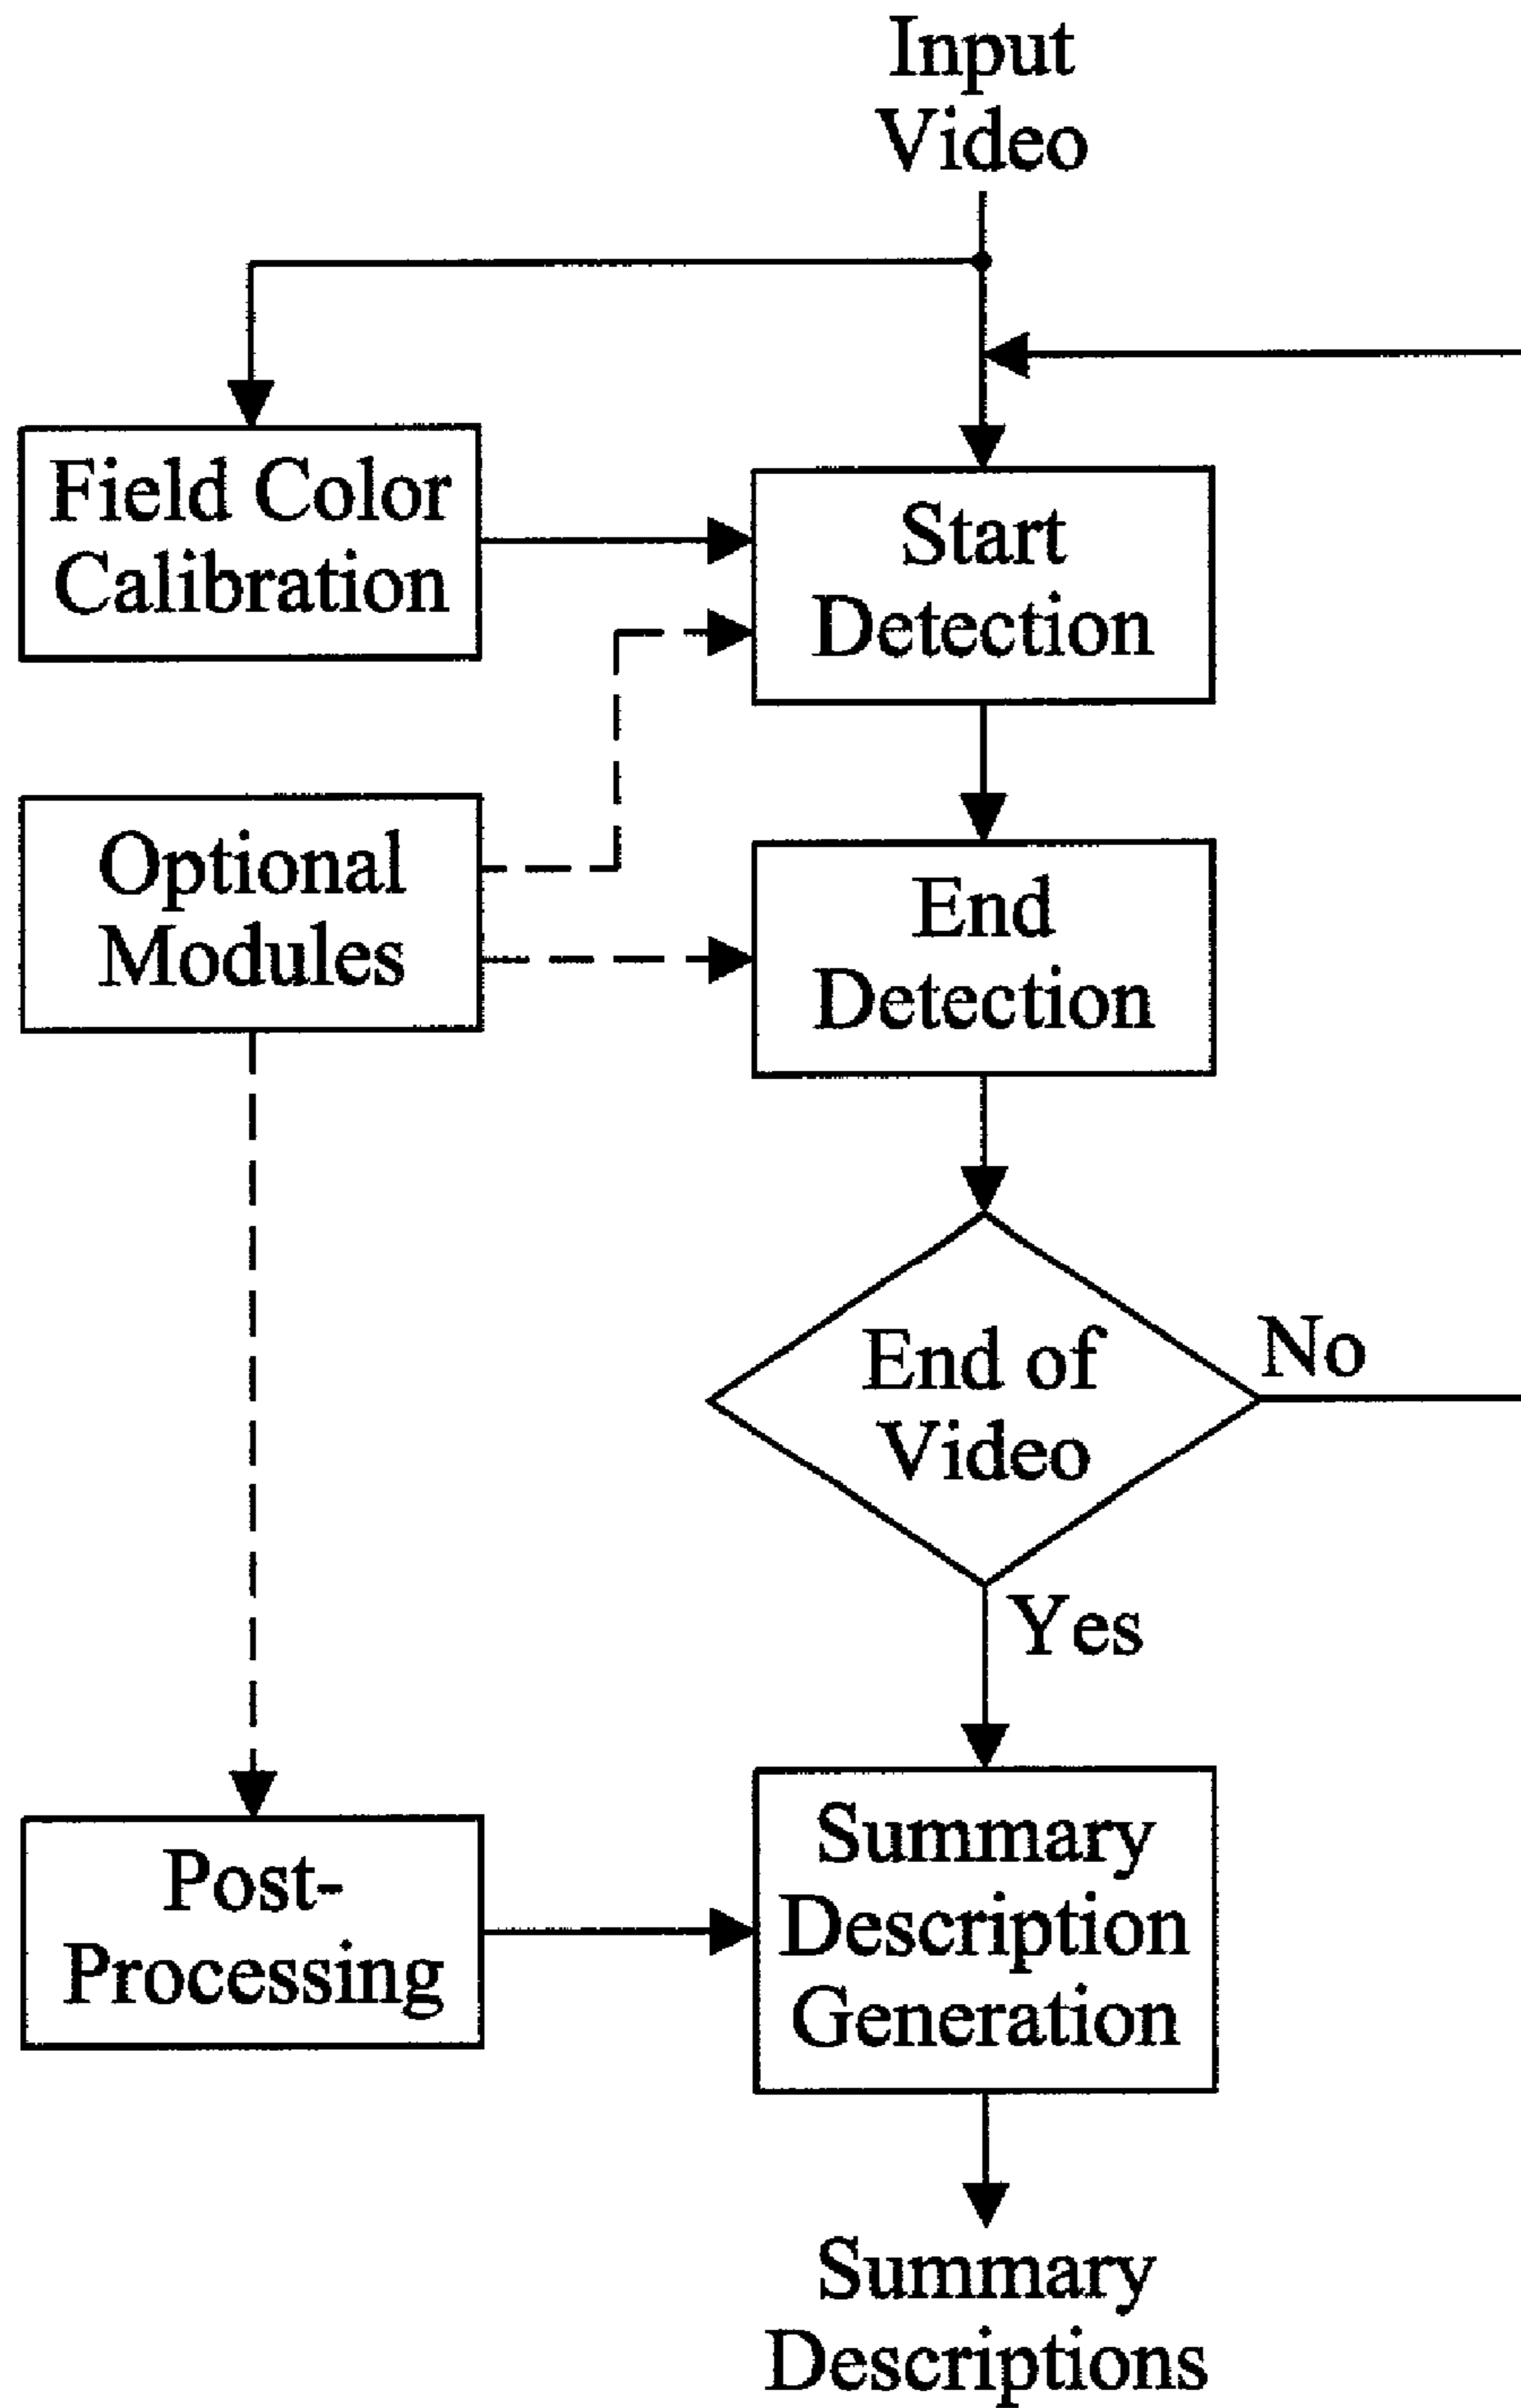 Input
Video
Field Color
Calibration
Start
Detection
Optional
Modules
End
Detection
End of
Video
No
Yes
Post-
Processing
Summary
Description
Generation
Summary
Descriptions